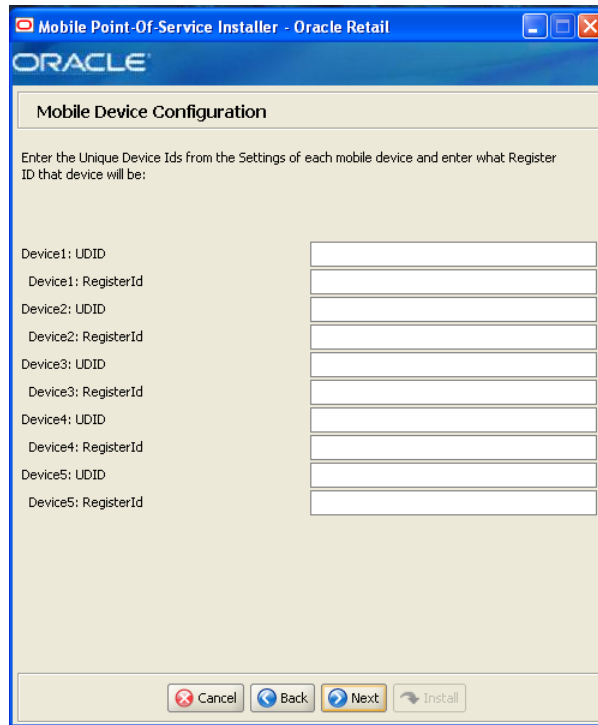 Mobile Point-Of-Service Installer - Oracle Retail
ORACLE
Mobile Device Configuration
Enter the Unique Device Ids from the Settings of each mobile device and enter what Register
ID that device will be:
Device1: UDID
Device1: RegisterId
Device2: UDID
Device2: RegisterId
Device3: UDID
Device3: RegisterId
Device4: UDID
Device4: RegisterId
Device5: UDID
Device5: RegisterId
Cancel Back Next Install